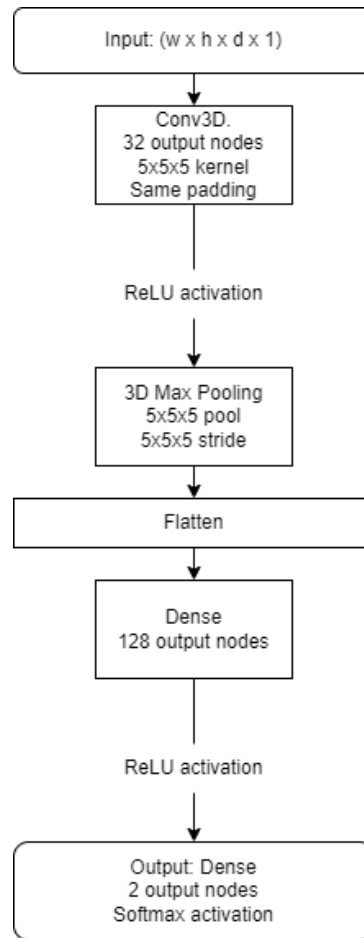 Input: (w x h x d x 1)
Conv3D.
32 output nodes
5x5x5 kernel
Same padding
ReLU activation
3D Max Pooling
5x5x5 pool
5x5x5 stride
Flatten
Dense
128 output nodes
ReLU activation
Output: Dense
2 output nodes
Softmax activation